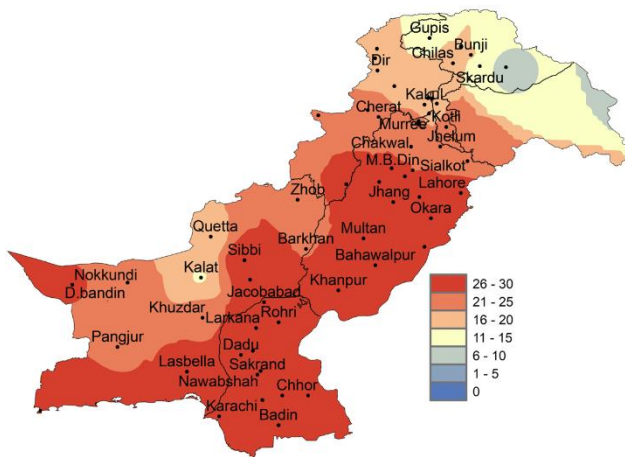 Gupis
Bunji
Chilas
Dir
Skardu
Kakul
Cherat
Kotli
Murree
Jhelum
Chakwal
M.B.Din
Sialkot
Zhob
Jhang
Lahore
Okara
Quetta
Multan
Sibbi
Barkhan
Bahawalpur
Nokkundi
Kalat
D.bandin
Khanpur
Jacobabad
Khuzdar
Larkana
Rohri
Pangjur
Dadu
Lasbella
Sakrand
Nawabshah
Chhor
Karachi
Badin
26 - 30
21 - 25
16 - 20
11 - 15
6 - 10
1 - 5
0